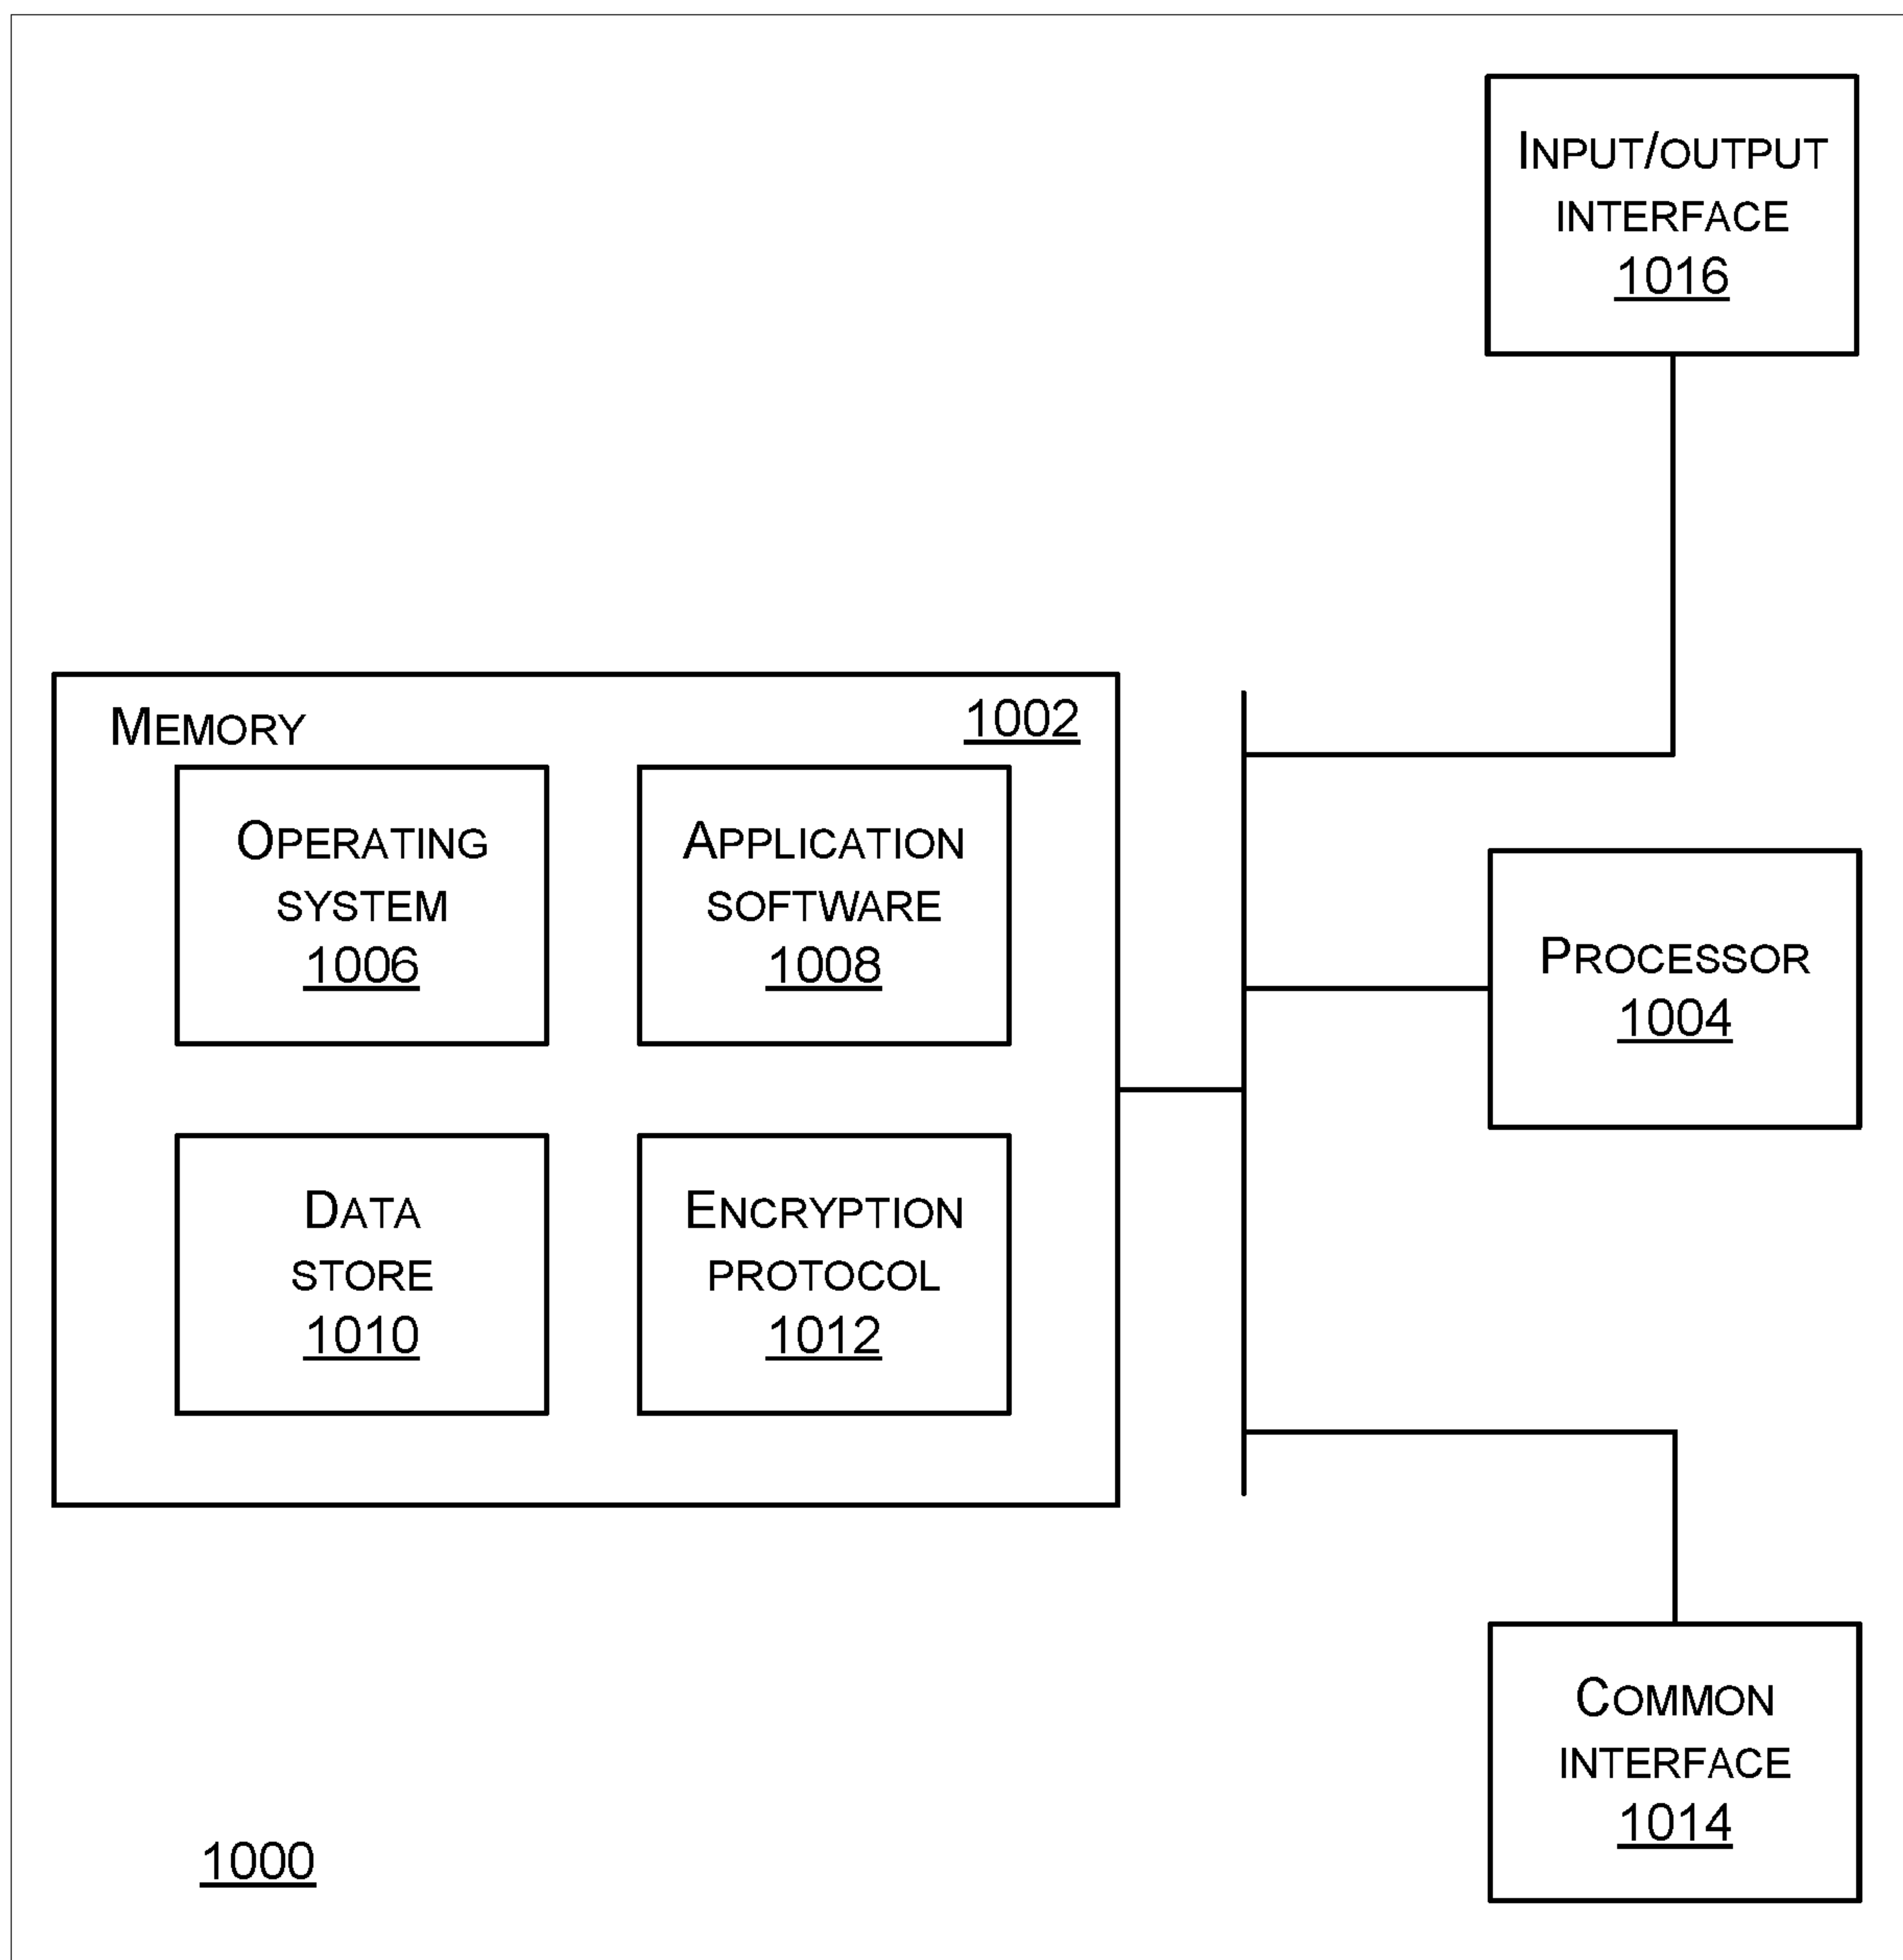 INPUT/OUTPUT
INTERFACE
1016
MEMORY
1002
OPERATING
SYSTEM
1006
APPLICATION
SOFTWARE
1008
PROCESSOR
1004
DATA
STORE
1010
ENCRYPTION
PROTOCOL
1012
COMMON
INTERFACE
1014
1000